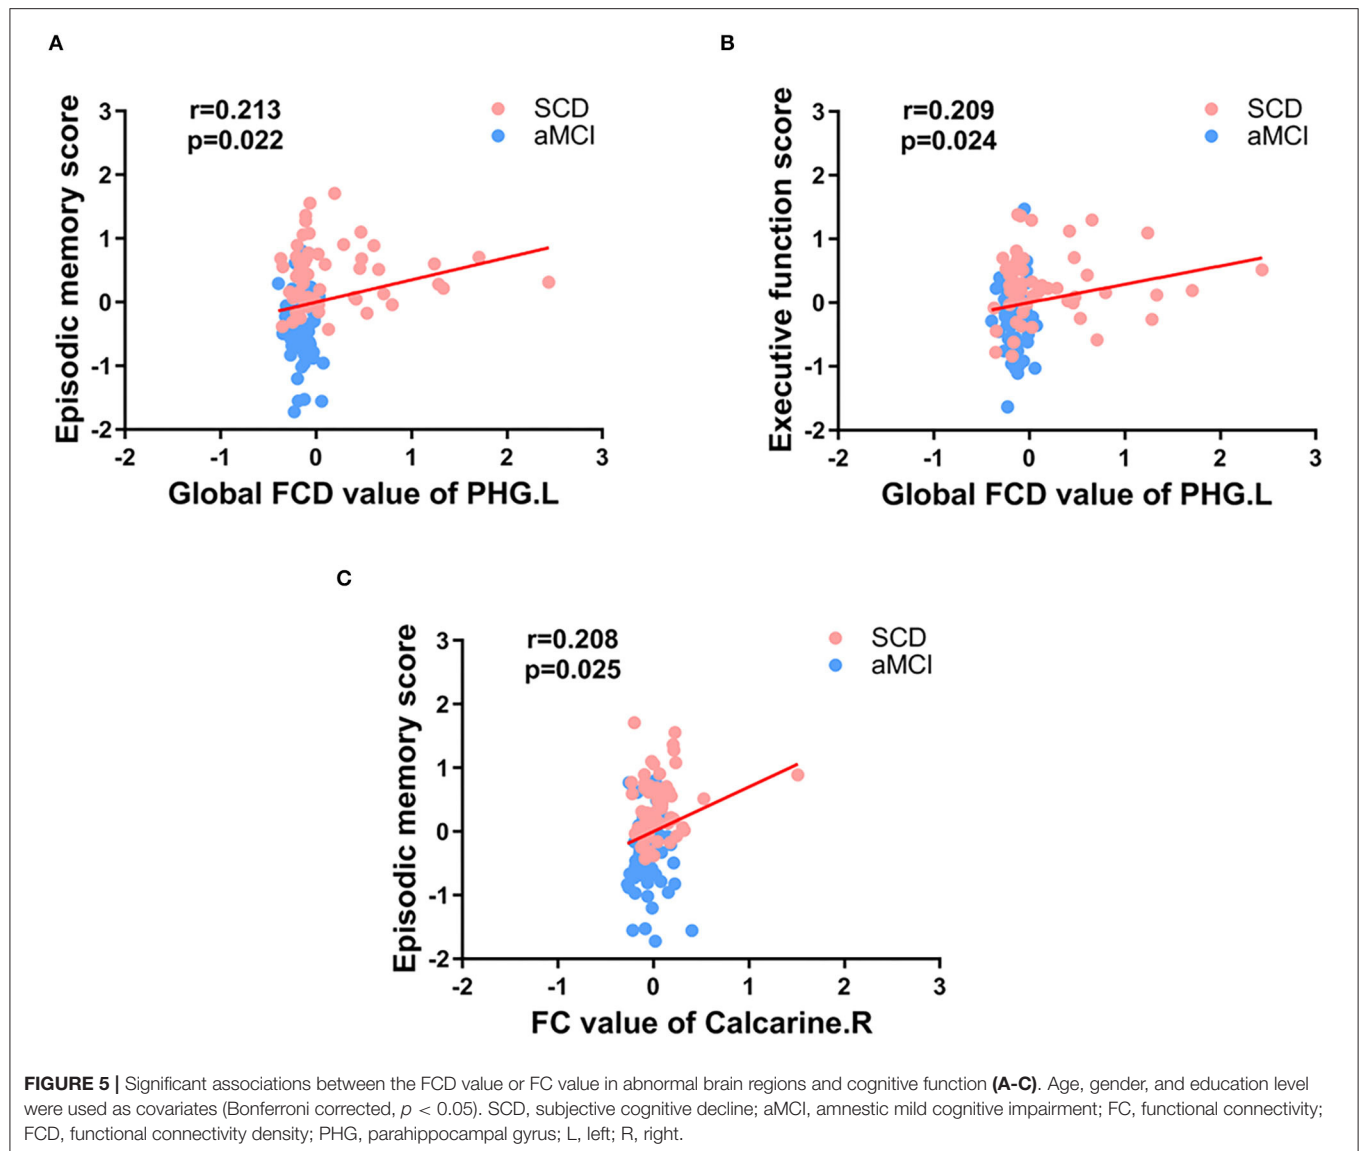 A
r=0.213
p=0.022
SCD
aMCI
Episodic memory score
3
2
1
0
-1
-2
-2 -1 0 1 2 3
Global FCD value of PHG.L
B
r=0.209
p=0.024
SCD
aMCI
Executive function score
3
2
1
0
-1
-2
-2 -1 0 1 2 3
Global FCD value of PHG.L
C
r=0.208
p=0.025
SCD
aMCI
Episodic memory score
3
2
1
0
-1
-2
-2 -1 0 1 2 3
FC value of Calcarine.R
FIGURE 5 | Significant associations between the FCD value or FC value in abnormal brain regions and cognitive function (A-C). Age, gender, and education level
were used as covariates (Bonferroni corrected, p < 0.05). SCD, subjective cognitive decline; aMCI, amnestic mild cognitive impairment; FC, functional connectivity;
FCD, functional connectivity density; PHG, parahippocampal gyrus; L, left; R, right.